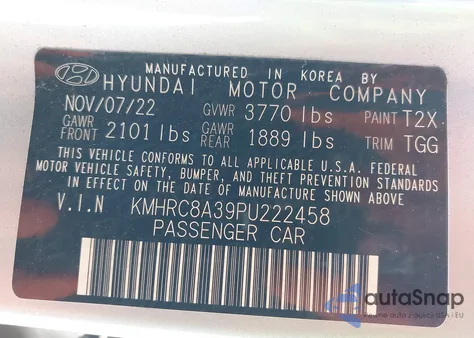 MANUFACTURED IN KOREA BY
HYUNDAI MOTOR COMPANY
NOV/07/22 GVWR 3770 lbs PAINT T2X
GAWR FRONT 2101 lbs GAWR REAR 1889 lbs TRIM TGG
THIS VEHICLE CONFORMS TO ALL APPLICABLE U.S.A. FEDERAL
MOTOR VEHICLE SAFETY, BUMPER, AND THEFT PREVENTION STANDARDS
IN EFFECT ON THE DATE OF MANUFACTURE SHOWN ABOVE.
V.I.N KMHRC8A39PU222458
PASSENGER CAR
autoSnap